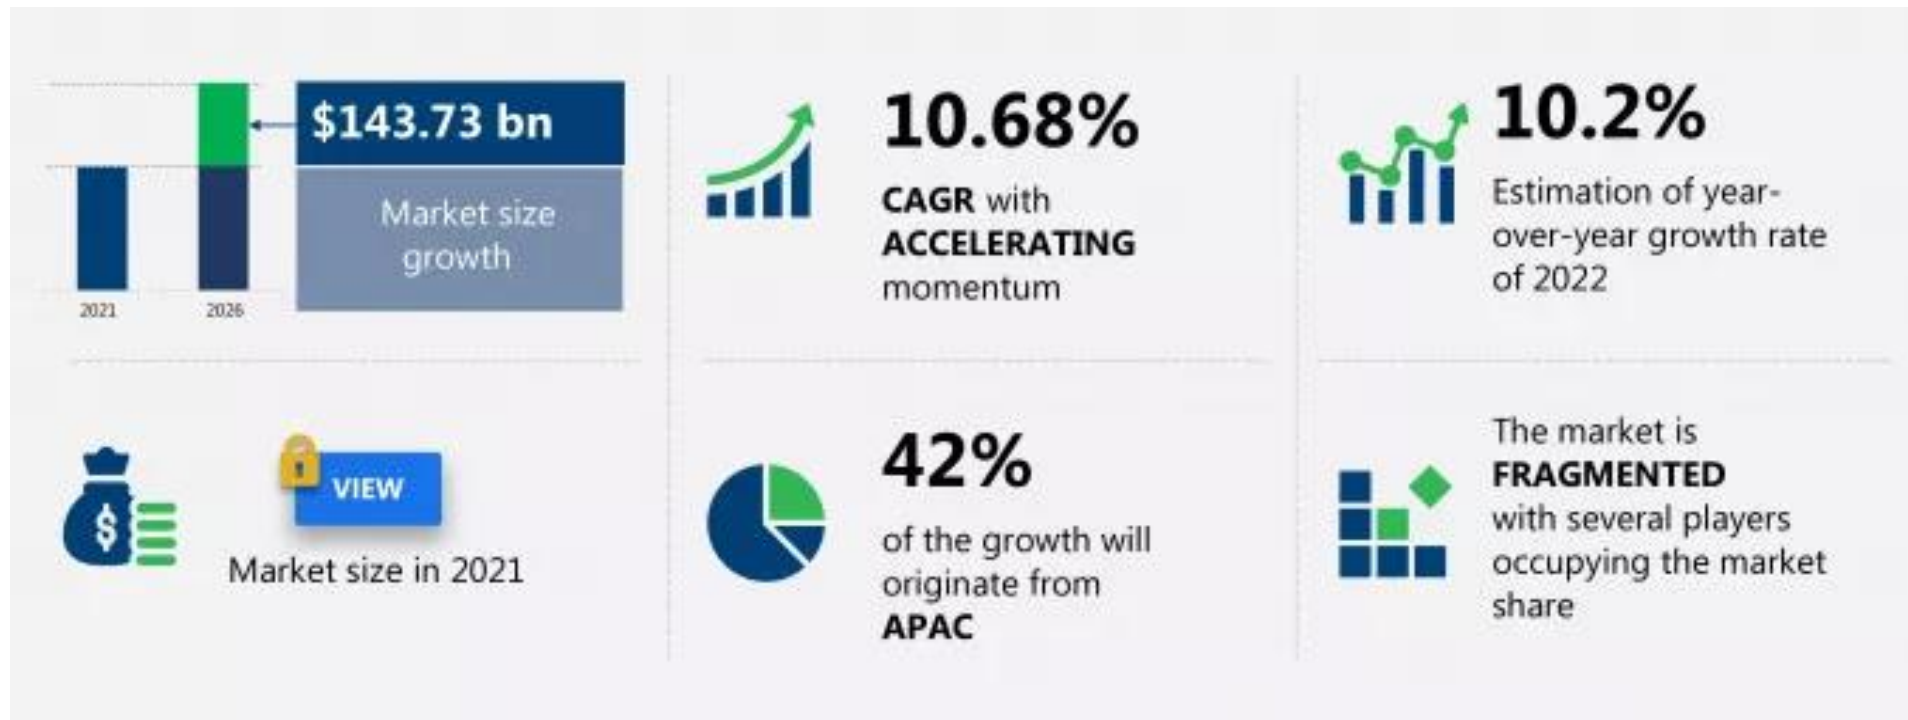 $143.73 bn
Market size
growth
2021
2026
10.68%
CAGR with
ACCELERATING
momentum
10.2%
Estimation of year-
over-year growth rate
of 2022
$
VIEW
Market size in 2021
42%
of the growth will
originate from
APAC
The market is
FRAGMENTED
with several players
occupying the market
share